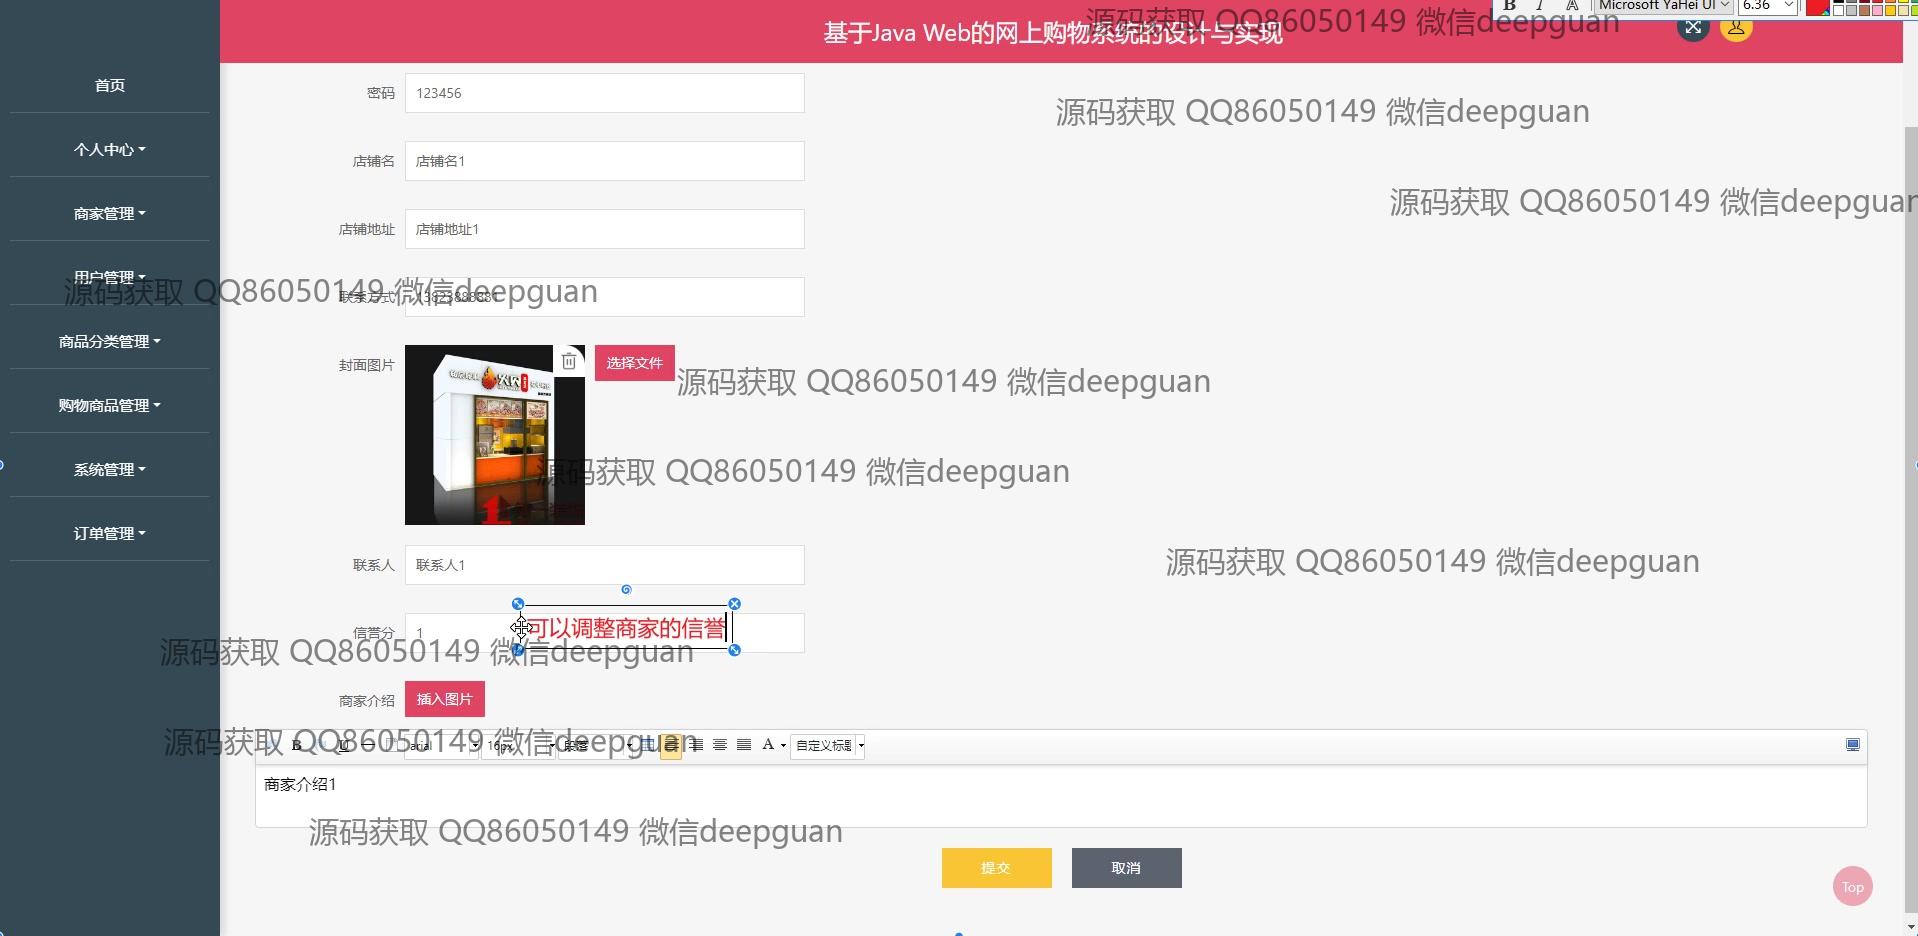 基于Java Web的网上购物系统的设计与实现
源码获取 QQ86050149 微信deepguan
B I A Microsoft YaHei UI 6.36
首页
个人中心
商家管理
用户管理
商品分类管理
购物商品管理
系统管理
订单管理
密码 123456
源码获取 QQ86050149 微信deepguan
店铺名 店铺名1
源码获取 QQ86050149 微信deepguan
店铺地址 店铺地址1
源码获取 QQ86050149 微信deepguan
联系方式
封面图片 选择文件
源码获取 QQ86050149 微信deepguan
源码获取 QQ86050149 微信deepguan
联系人 联系人1
源码获取 QQ86050149 微信deepguan
信誉分 1 可以调整商家的信誉
源码获取 QQ86050149 微信deepguan
商家介绍 插入图片
源码获取 QQ86050149 微信deepguan
B U arial 16px A 自定义标题
商家介绍1
源码获取 QQ86050149 微信deepguan
提交 取消
Top